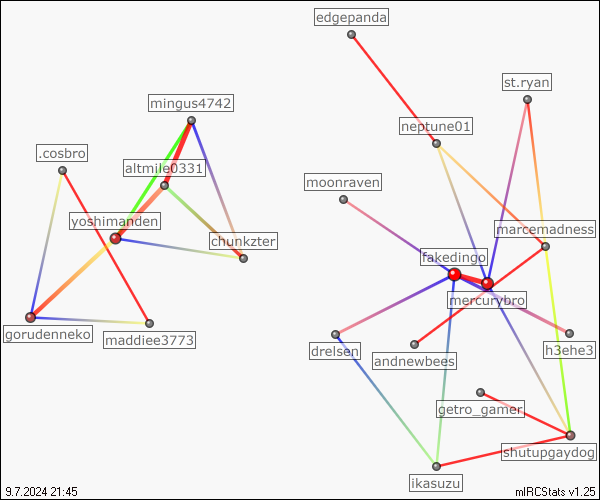 edgepanda
st.ryan
mingus4742
neptune01
.cosbro
altmile0331
moonraven
yoshimanden
marcemadness
chunkzter
fakedingo
mercurybro
gorudenneko
maddiee3773
drelsen
h3ehe3
andnewbees
getro_gamer
shutupgaydog
ikasuzu
9.7.2024 21:45
mIRCStats v1.25